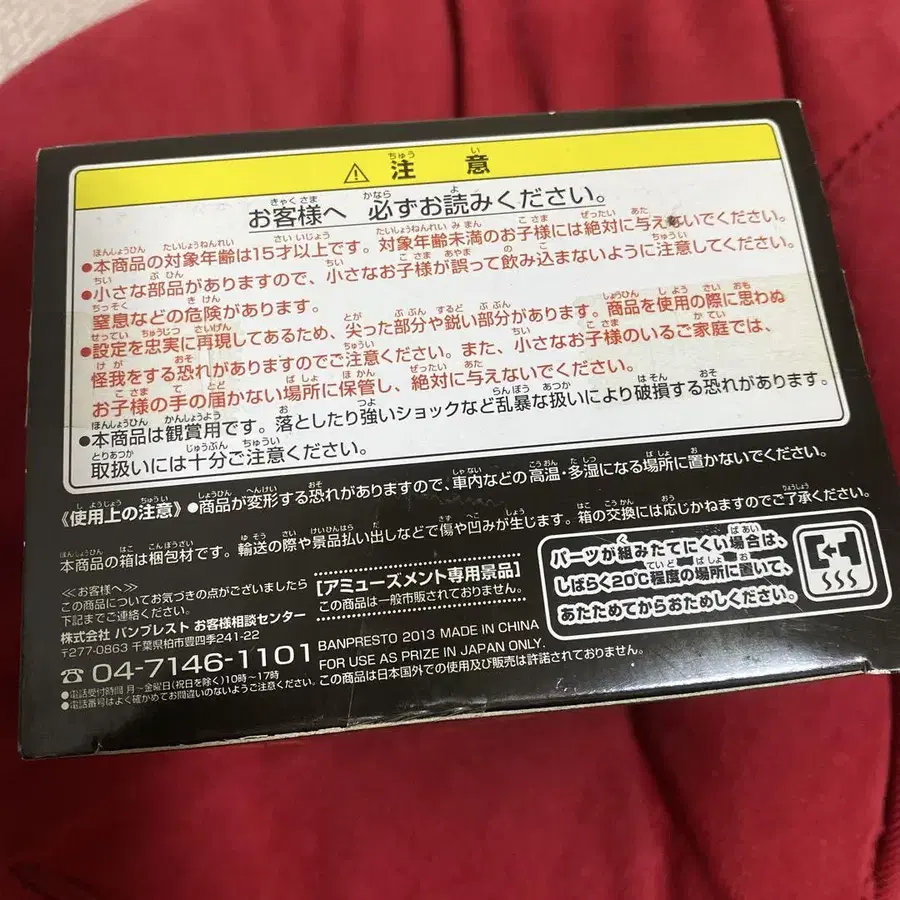 ⚠注意
お客様へ 必ずお読みください。
●本商品の対象年齢は15才以上です。対象年齢未満のお子様には絶対に与えないでください。
●小さな部品がありますので、小さなお子様が誤って飲み込まないように注意してください。
窒息などの危険があります。
●設定を忠実に再現してあるため、尖った部分や鋭い部分があります。商品を使用の際に思わぬ
怪我をする恐れがありますのでご注意ください。また、小さなお子様のいるご家庭では、
お子様の手の届かない場所に保管し、絶対に与えないでください。
●本商品は観賞用です。落としたり強いショックなど乱暴な扱いにより破損する恐れがあります。
取扱いには十分ご注意ください。
《使用上の注意》●商品が変形する恐れがありますので、車内などの高温・多湿になる場所に置かないでください。
本商品の箱は梱包材です。輸送の際や景品払い出しなどで傷や凹みが生じます。箱の交換には応じかねますのでご了承ください。
≪お客様へ≫
この商品についてお気づきの点がございましたら
下記までご連絡ください。
株式会社 バンプレスト お客様相談センター
〒277-0863 千葉県柏市豊四季241-22
☎04-7146-1101
●電話受付時間 月〜金曜日(祝日を除く)10時〜17時
●電話番号はよく確かめてお間違いのないようご注意ください。
[アミューズメント専用景品]
この商品は一般市販されておりません。
BANPRESTO 2013 MADE IN CHINA
FOR USE AS PRIZE IN JAPAN ONLY.
この商品は日本国外での使用及び販売は許諾されておりません。
パーツが組みたてにくい場合は、
しばらく20℃程度の場所に置いて、
あたためてからおためしください。